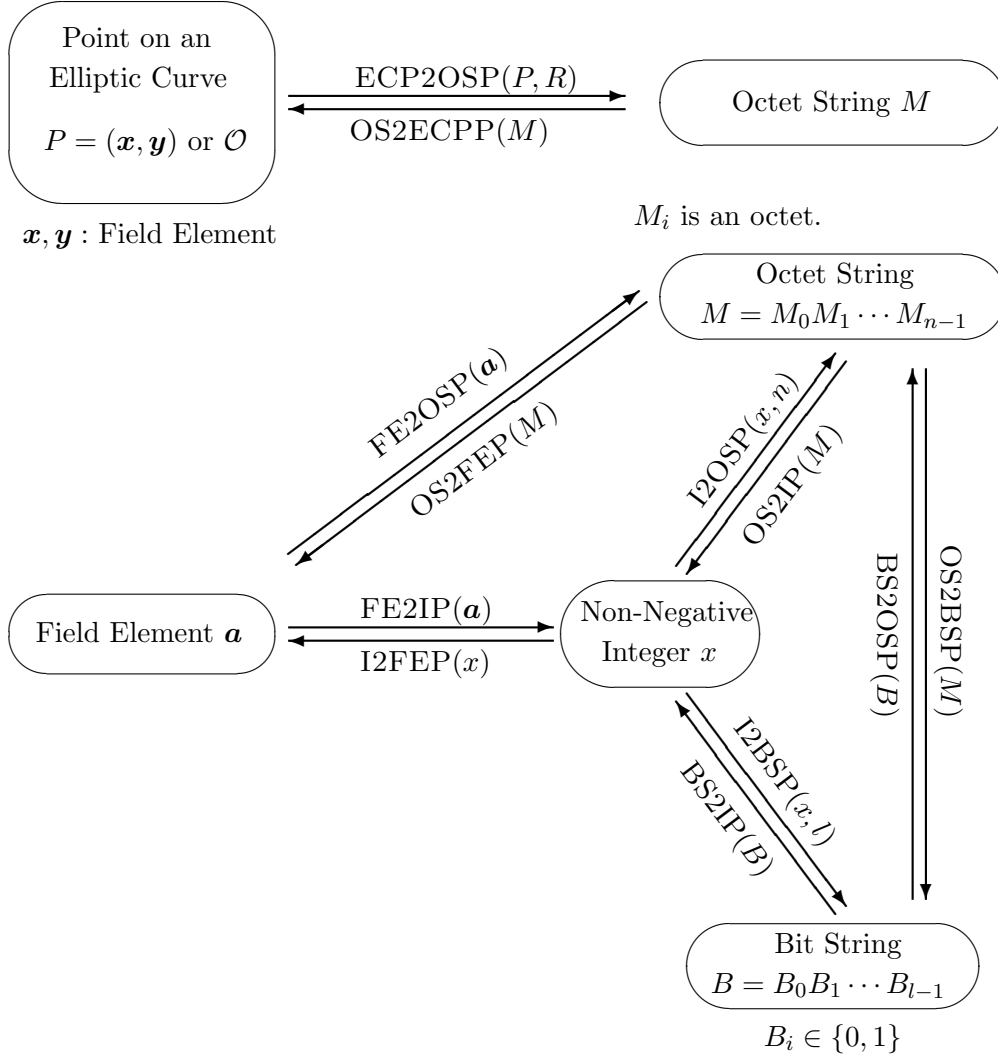 Point on an
Elliptic Curve
P = (x, y) or 𝒪
ECP2OSP(P, R)
OS2ECPP(M)
Octet String M
x, y : Field Element
M_i is an octet.
Octet String
M = M_0M_1 ⋯ M_{n−1}
FE2OSP(a)
OS2FEP(M)
I2OSP(x, n)
OS2IP(M)
BS2OSP(B)
OS2BSP(M)
Field Element a
FE2IP(a)
I2FEP(x)
Non-Negative
Integer x
I2BSP(x, l)
BS2IP(B)
Bit String
B = B_0B_1 ⋯ B_{l−1}
B_i ∈ {0, 1}